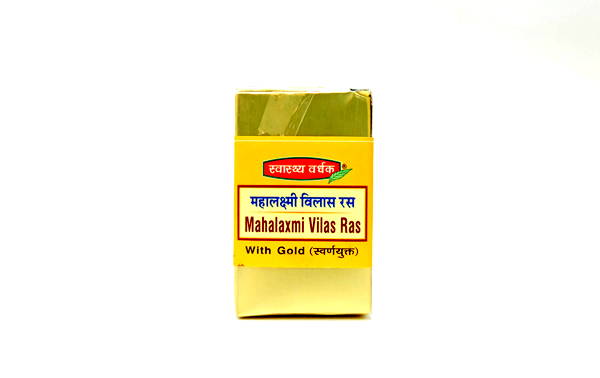 स्वास्थ्य वर्धक
महालक्ष्मी विलास रस
Mahalaxmi Vilas Ras
With Gold (स्वर्णयुक्त)